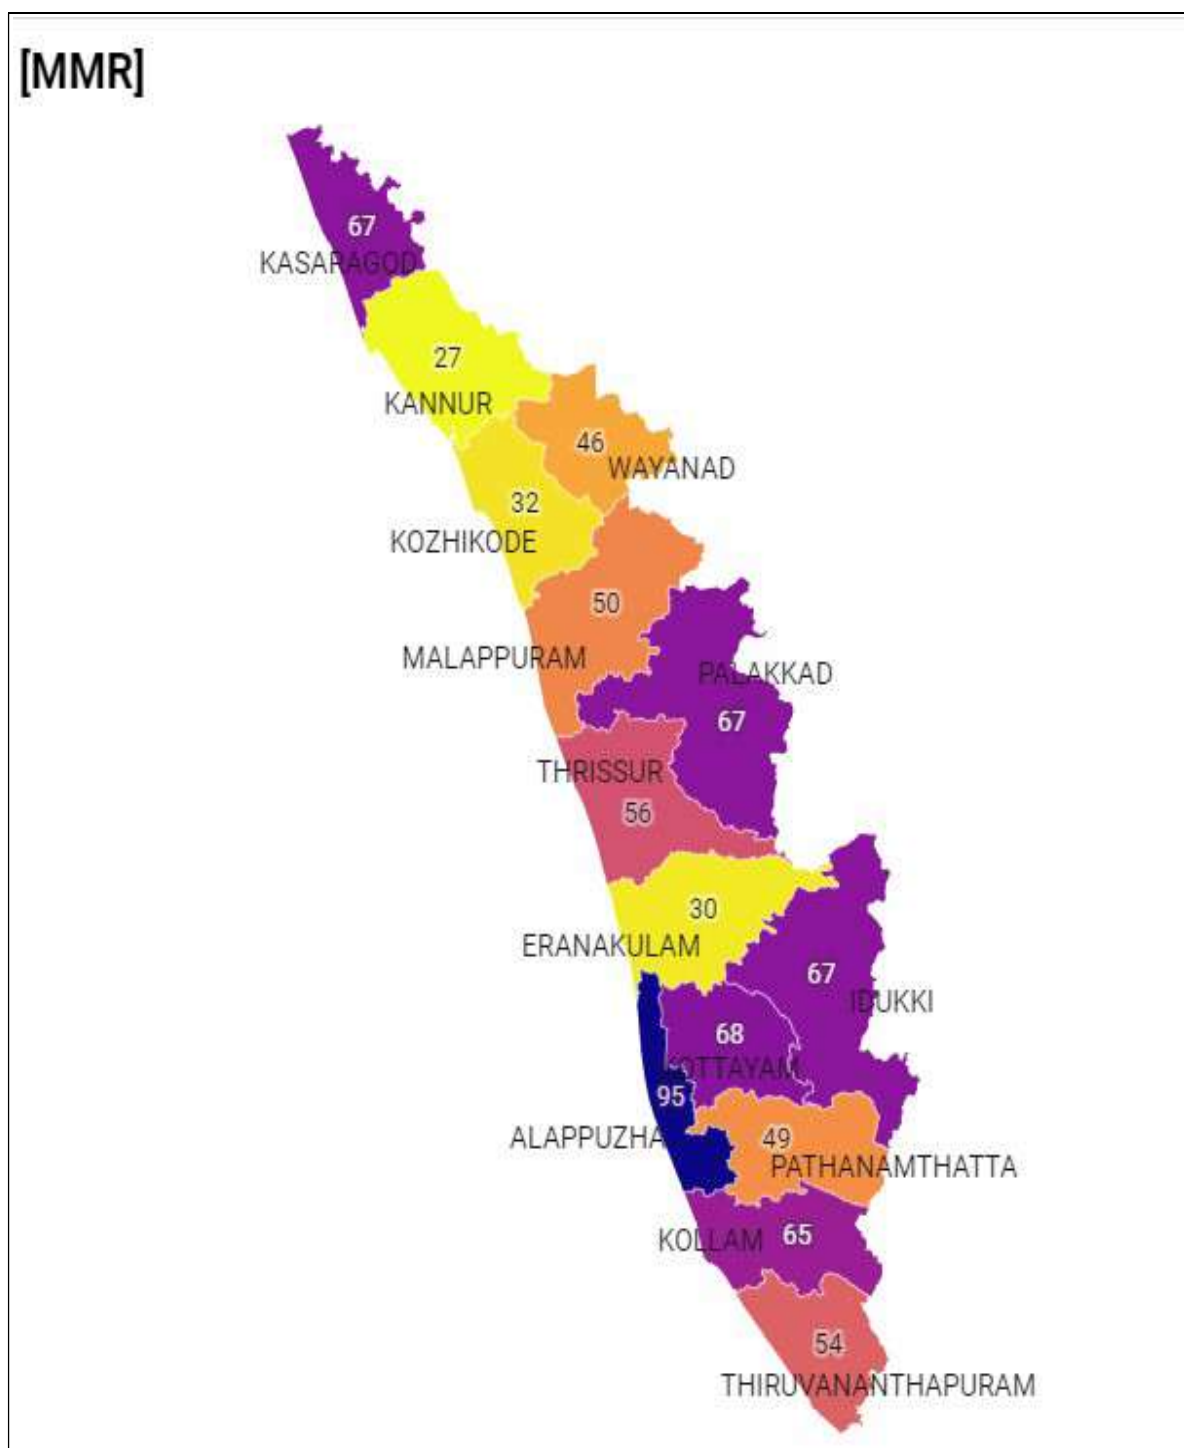 [MMR]
67
KASARAGOD
27
KANNUR
46
WAYANAD
32
KOZHIKODE
50
MALAPPURAM
PALAKKAD
67
THRISSUR
56
30
ERANAKULAM
67
IDUKKI
68
KOTTAYAM
95
ALAPPUZHA
49
PATHANAMTHATTA
65
KOLLAM
54
THIRUVANANTHAPURAM